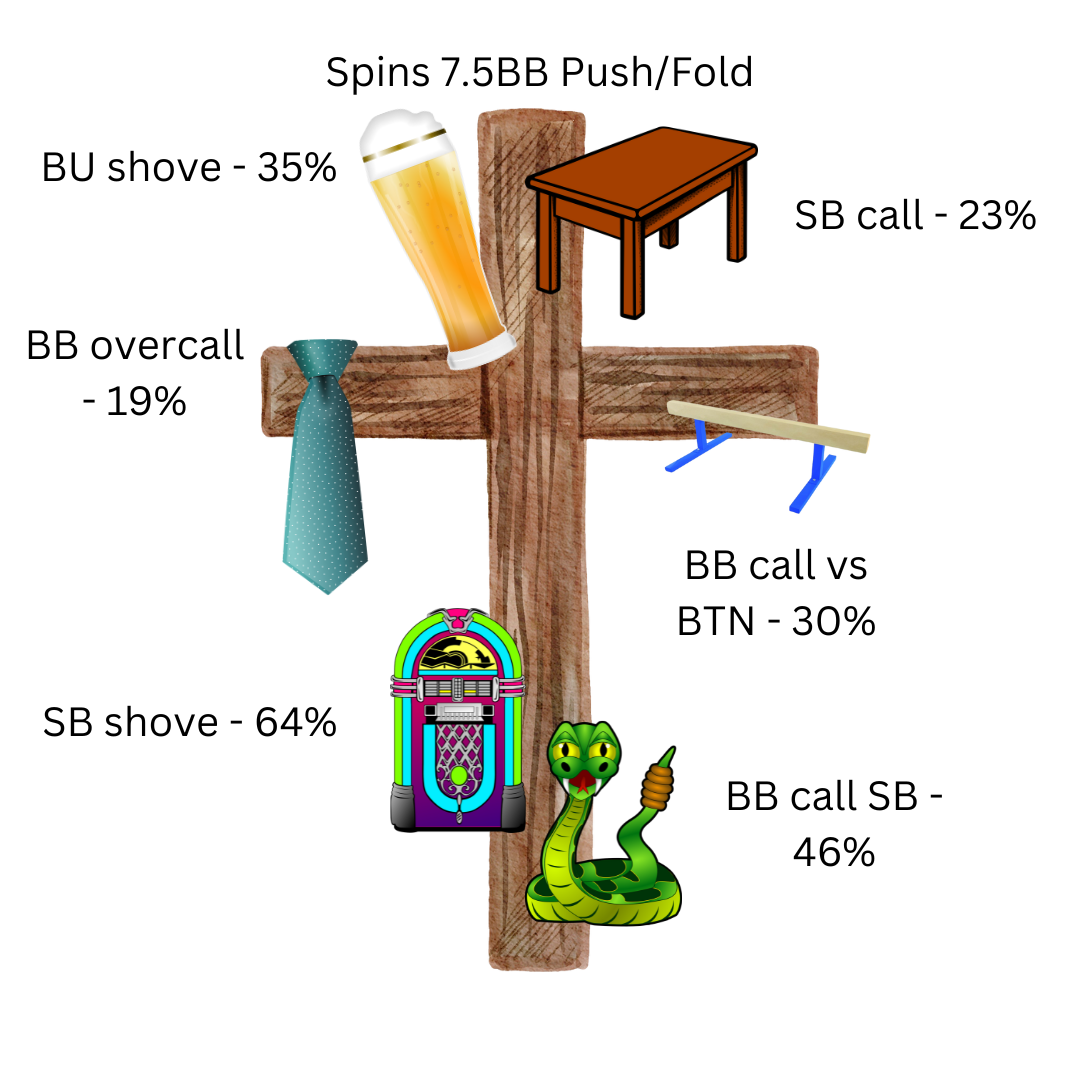 Spins 7.5BB Push/Fold
BU shove - 35%
SB call - 23%
BB overcall
- 19%
BB call vs
BTN - 30%
SB shove - 64%
BB call SB -
46%